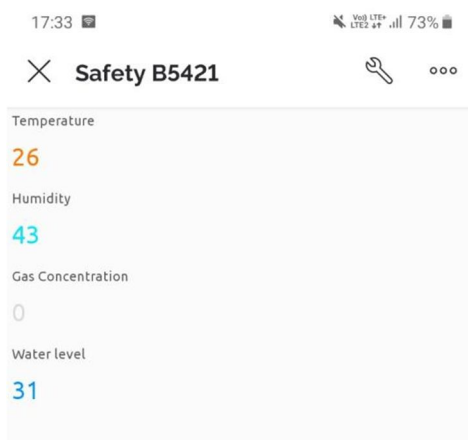 17:33
Vo) LTE+
LTE2
73%
Safety B5421
Temperature
26
Humidity
43
Gas Concentration
0
Water level
31